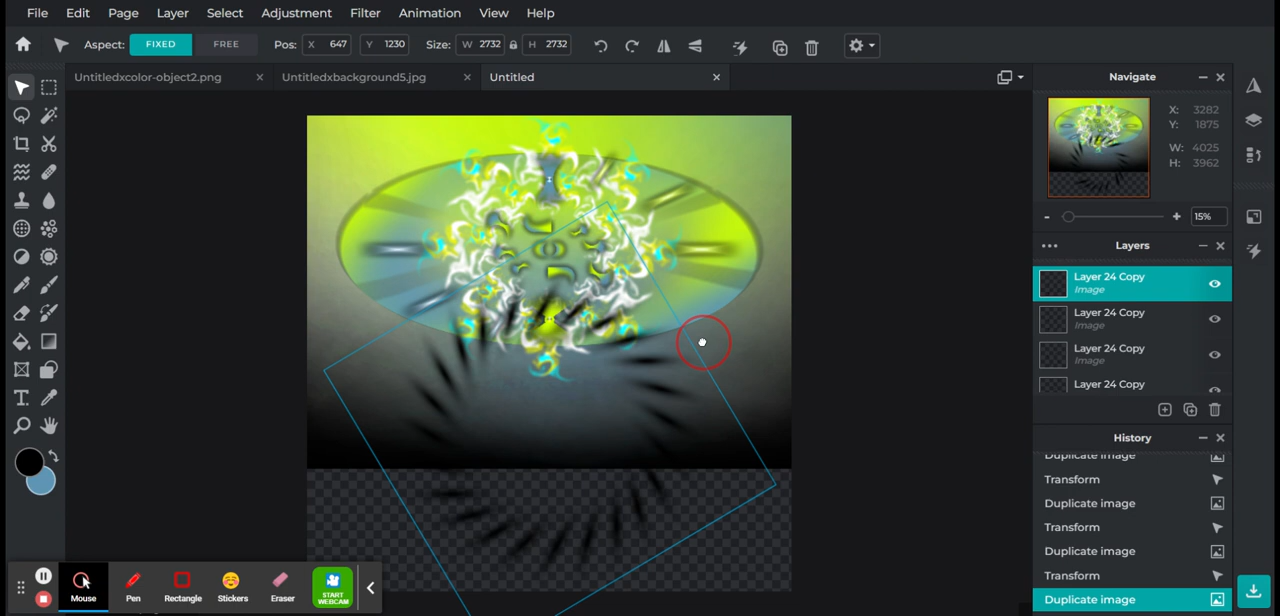 File Edit Page Layer Select Adjustment Filter Animation View Help
Aspect: FIXED FREE Pos: X 647 Y 1230 Size: W 2732 H 2732
Untitledxcolor-object2.png Untitledxbackground5.jpg Untitled
Navigate
X: 3282
Y: 1875
W: 4025
H: 3962
- + 15%
Layers
Layer 24 Copy
Image
Layer 24 Copy
Image
Layer 24 Copy
Image
Layer 24 Copy
History
Duplicate image
Transform
Duplicate image
Transform
Duplicate image
Transform
Duplicate image
Mouse Pen Rectangle Stickers Eraser START WEBCAM